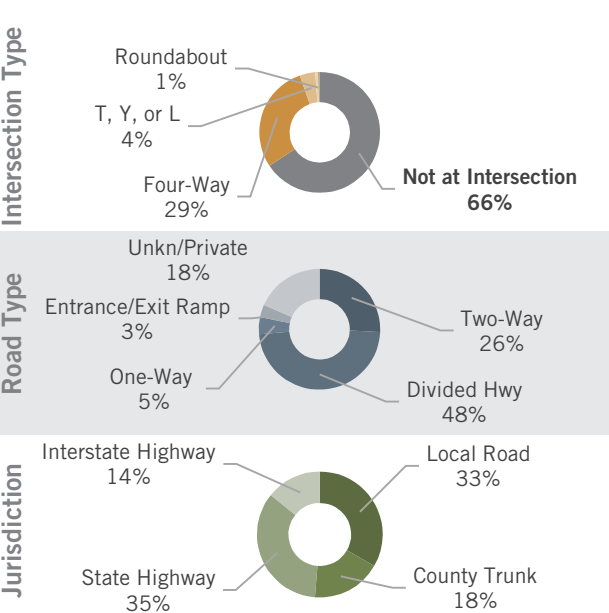 Intersection Type
Roundabout
1%
T, Y, or L
4%
Four-Way
29%
Not at Intersection
66%
Road Type
Unkn/Private
18%
Entrance/Exit Ramp
3%
One-Way
5%
Two-Way
26%
Divided Hwy
48%
Jurisdiction
Interstate Highway
14%
State Highway
35%
Local Road
33%
County Trunk
18%